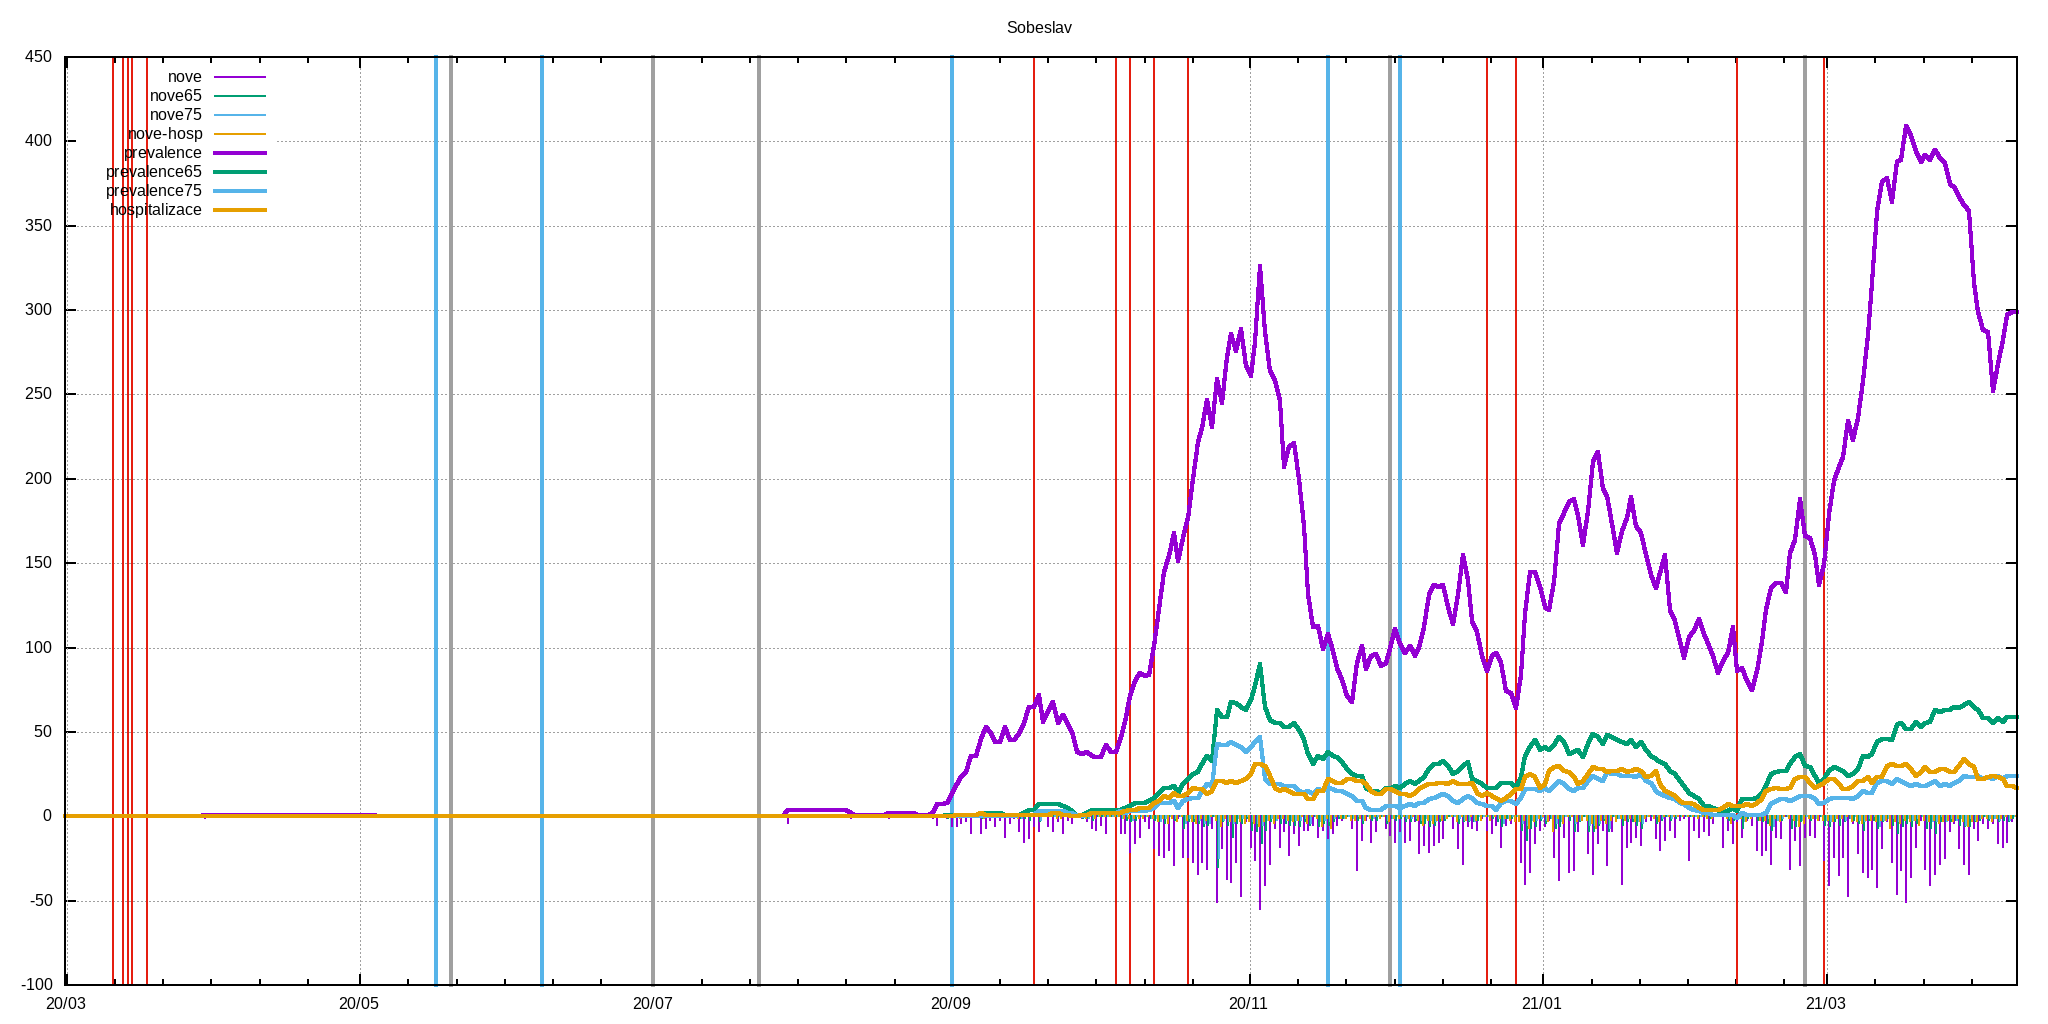 Sobeslav
450
400
350
300
250
200
150
100
50
0
-50
-100
nove
nove65
nove75
nove-hosp
prevalence
prevalence65
prevalence75
hospitalizace
20/03 20/05 20/07 20/09 20/11 21/01 21/03